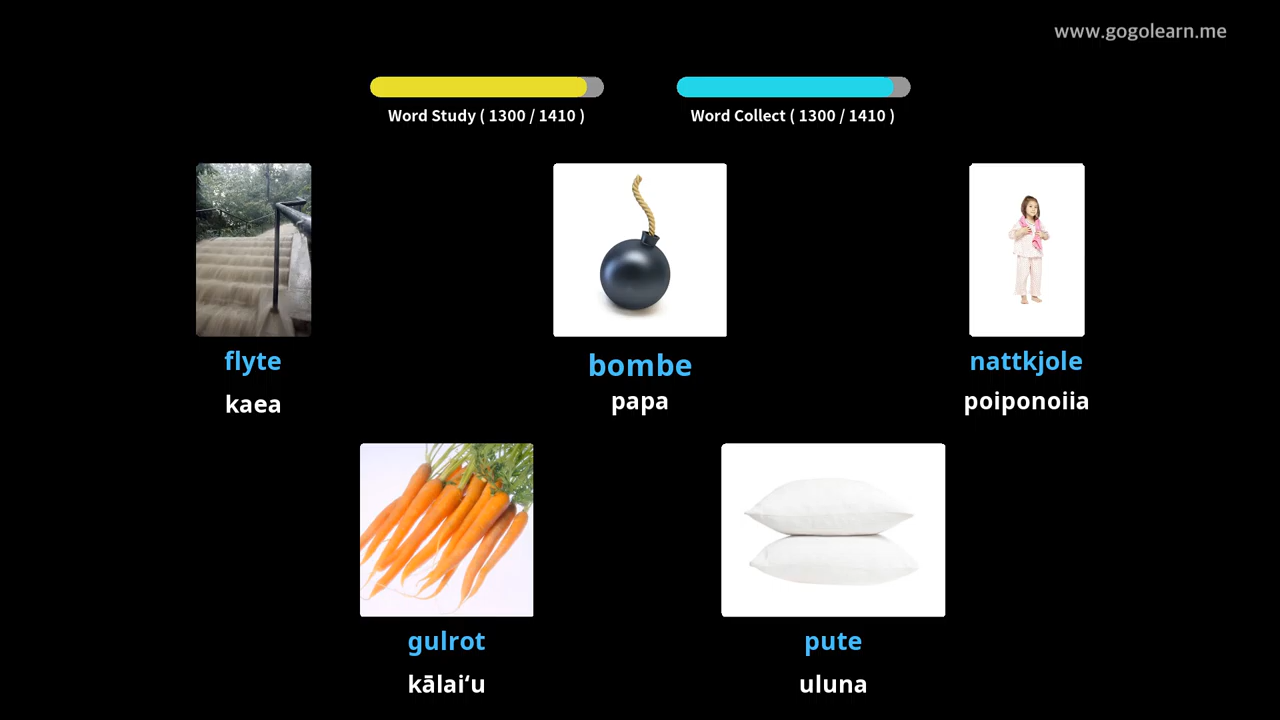 www.gogolearn.me
Word Study ( 1300 / 1410 )
Word Collect ( 1300 / 1410 )
flyte
bombe
nattkjole
kaea
papa
poiponoiia
gulrot
pute
kālaiʻu
uluna